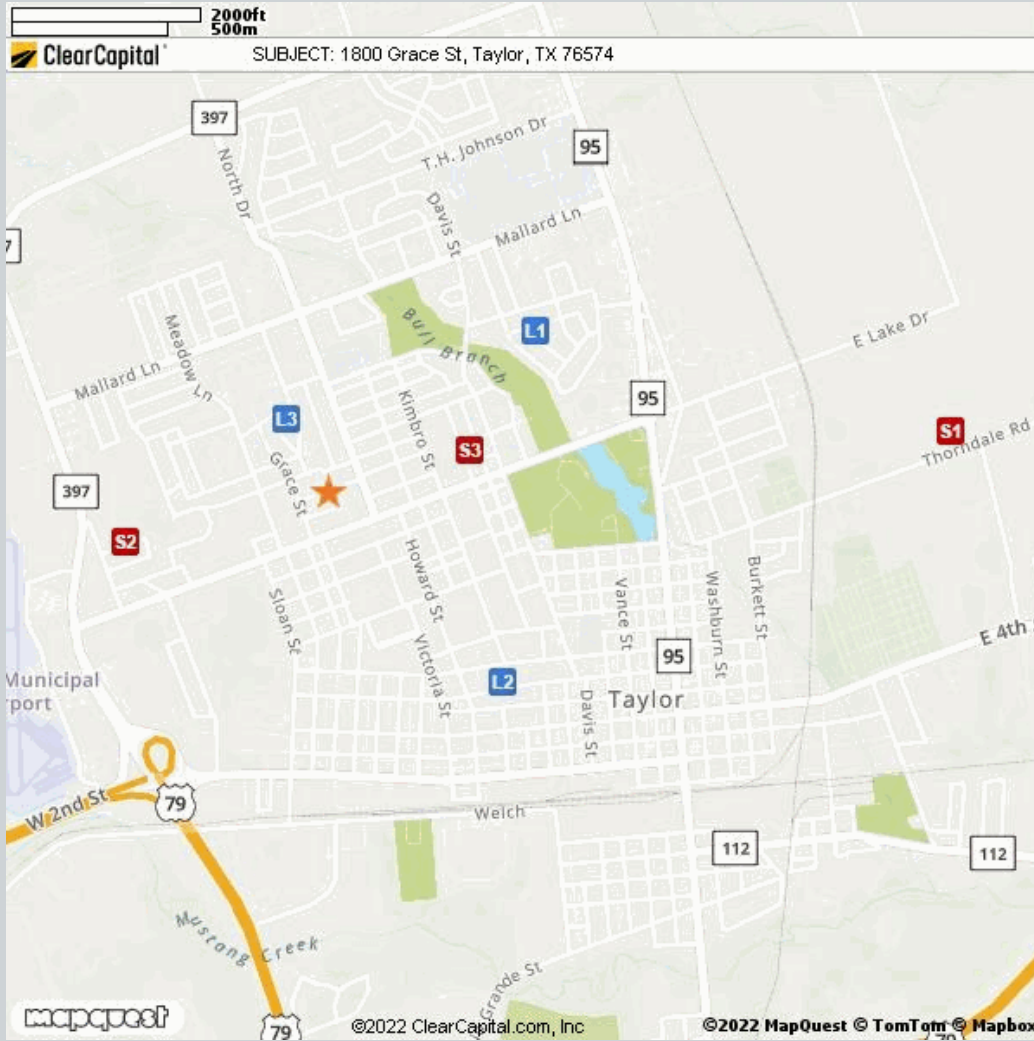 2000ft
500m
ClearCapital
SUBJECT: 1800 Grace St, Taylor, TX 76574
397
95
T.H. Johnson Dr
North Dr
Davis St
Mallard Ln
7
Bull Branch
L1
E Lake Dr
Meadow Ln
Mallard Ln
95
Kimbro St
L3
S3
S1
Thorndale Rd
Grace St
397
S2
Howard St
Burkett St
Vance St
Washburn St
Sloan St
E 4th
Victoria St
95
Municipal
L2
Taylor
port
Davis St
79
W 2nd St
Welch
112
112
Mustang Creek
Grande St
mapquest
79
©2022 ClearCapital.com, Inc
©2022 MapQuest © TomTom © Mapbox
79